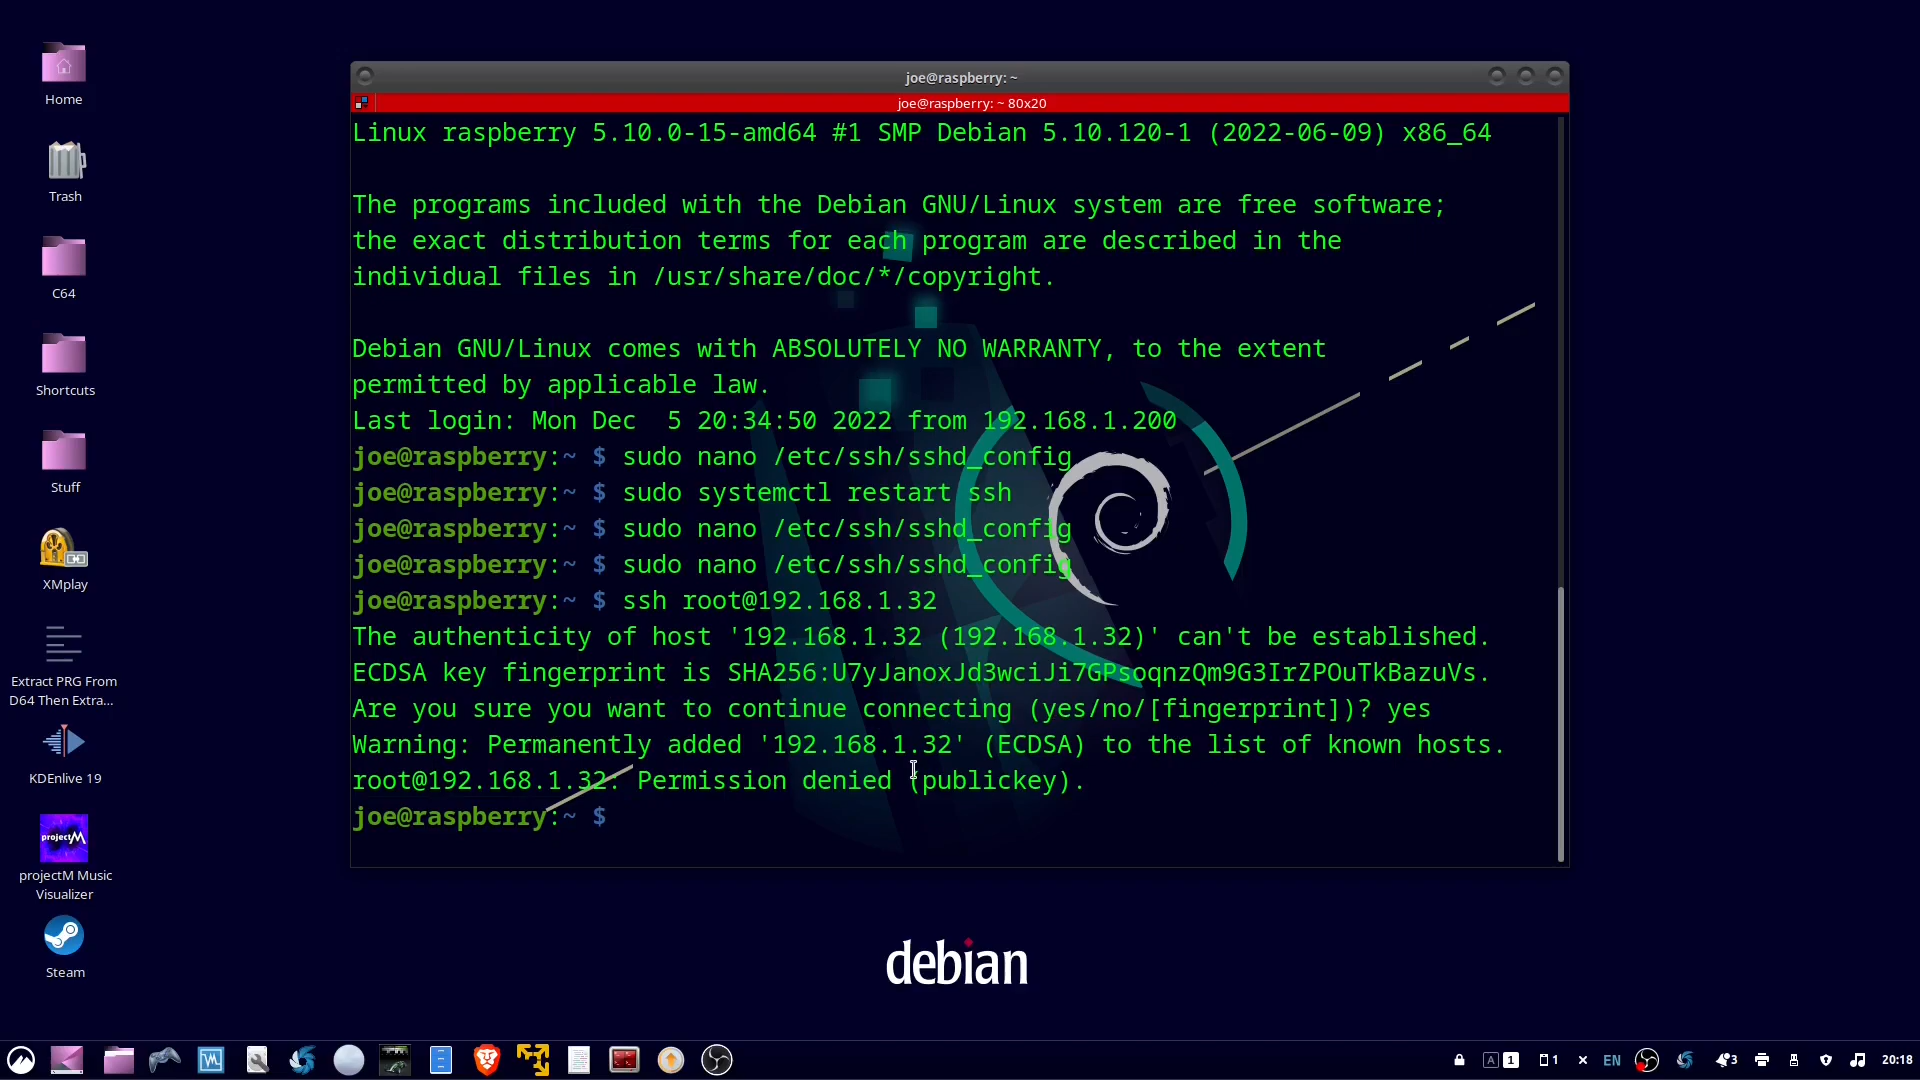 joe@raspberry: ~
joe@raspberry: ~ 80x20
Linux raspberry 5.10.0-15-amd64 #1 SMP Debian 5.10.120-1 (2022-06-09) x86_64
The programs included with the Debian GNU/Linux system are free software;
the exact distribution terms for each program are described in the
individual files in /usr/share/doc/*/copyright.
Debian GNU/Linux comes with ABSOLUTELY NO WARRANTY, to the extent
permitted by applicable law.
Last login: Mon Dec  5 20:34:50 2022 from 192.168.1.200
joe@raspberry:~ $ sudo nano /etc/ssh/sshd_config
joe@raspberry:~ $ sudo systemctl restart ssh
joe@raspberry:~ $ sudo nano /etc/ssh/sshd_config
joe@raspberry:~ $ sudo nano /etc/ssh/sshd_config
joe@raspberry:~ $ ssh root@192.168.1.32
The authenticity of host '192.168.1.32 (192.168.1.32)' can't be established.
ECDSA key fingerprint is SHA256:U7yJanoxJd3wciJi7GPsoqnzQm9G3IrZPOuTkBazuVs.
Are you sure you want to continue connecting (yes/no/[fingerprint])? yes
Warning: Permanently added '192.168.1.32' (ECDSA) to the list of known hosts.
root@192.168.1.32: Permission denied (publickey).
joe@raspberry:~ $
Home
Trash
C64
Shortcuts
Stuff
XMplay
Extract PRG From
D64 Then Extra...
KDEnlive 19
projectM
projectM Music
Visualizer
Steam
debian
A 1
1
EN
3
20:18